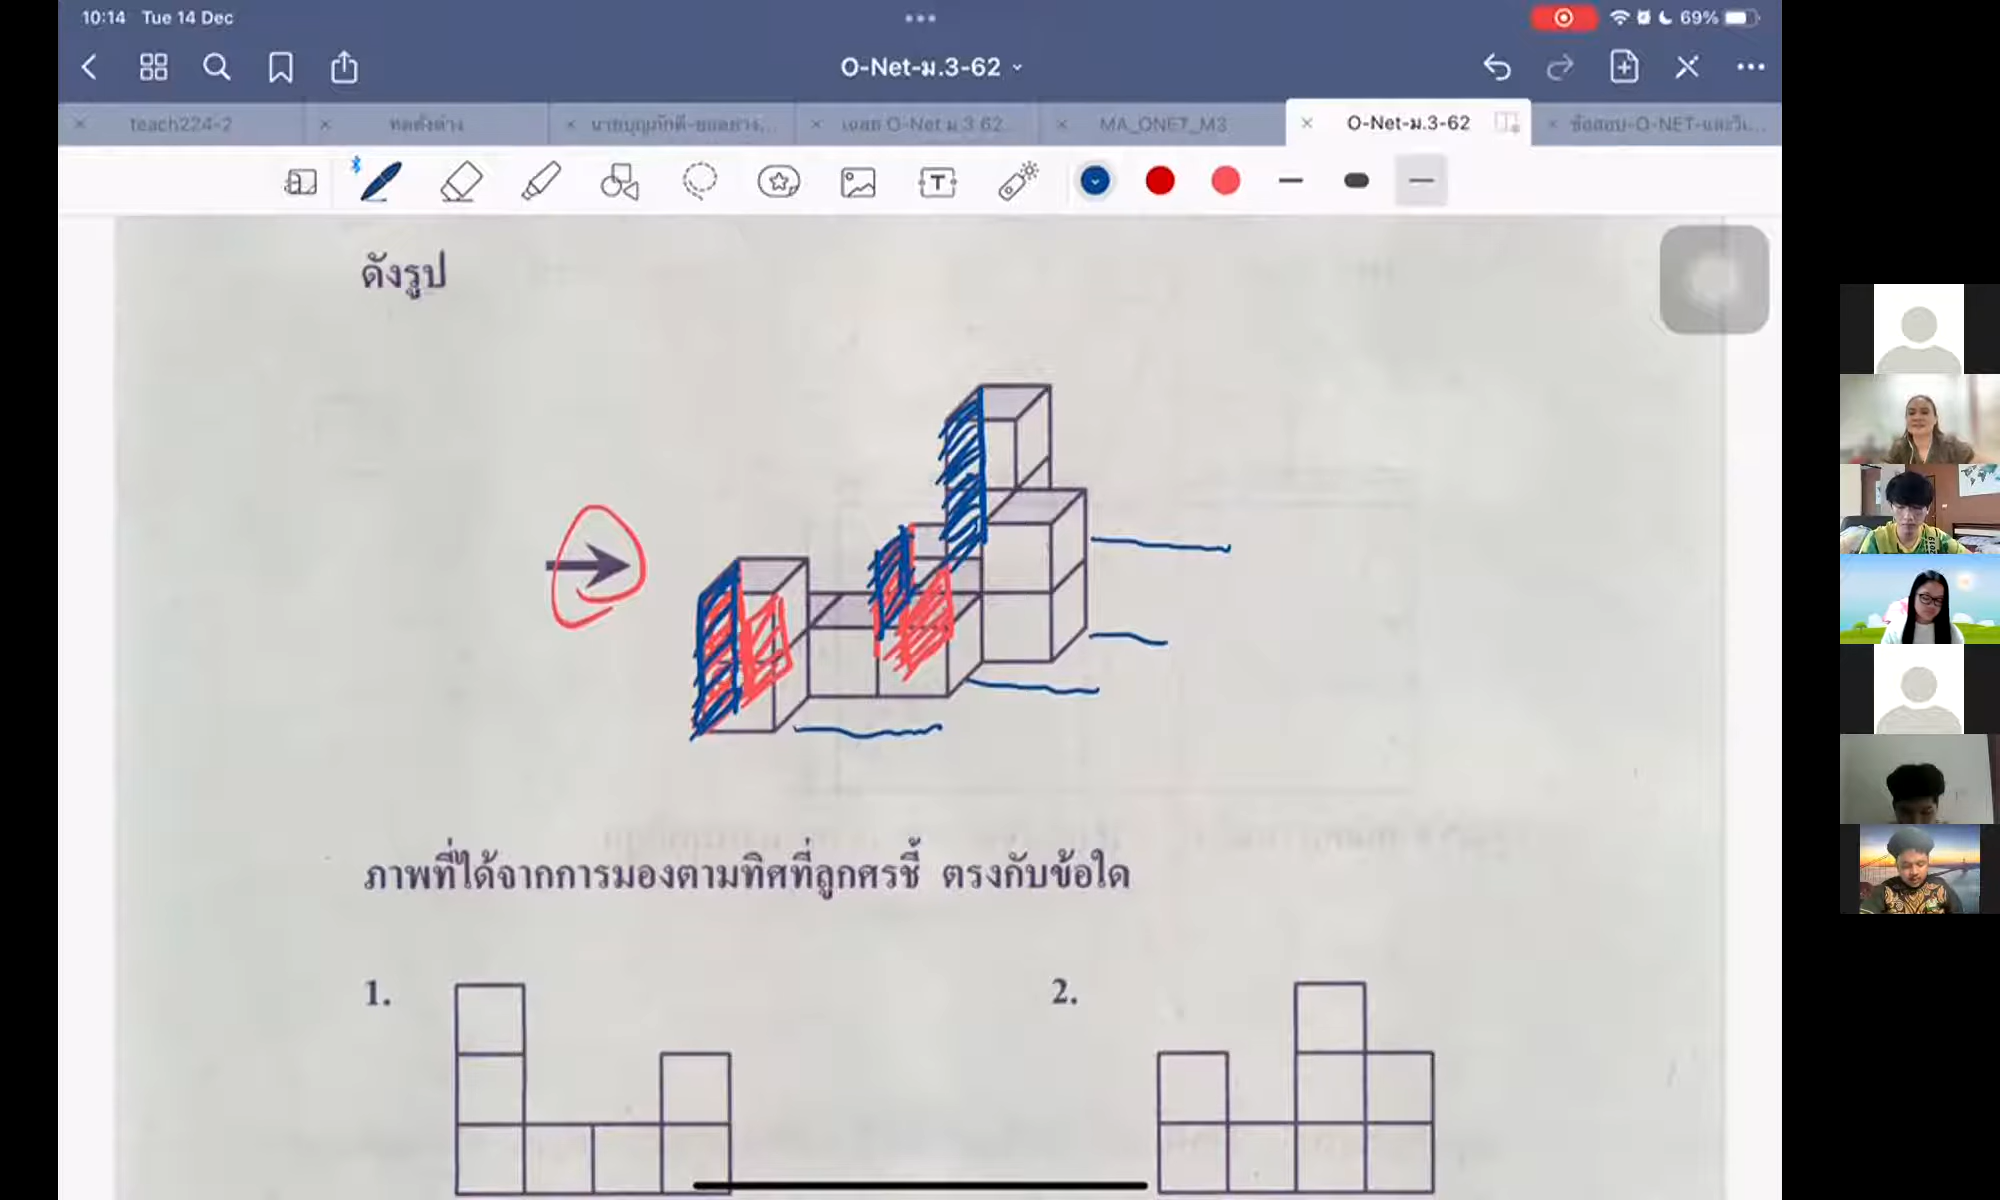 10:14 Tue 14 Dec
69%
O-Net-ม.3-62
teach224-2
MA_ONET_M3
O-Net-ม.3-62
ดังรูป
ภาพที่ได้จากการมองตามทิศที่ลูกศรชี้ ตรงกับข้อใด
1.
2.